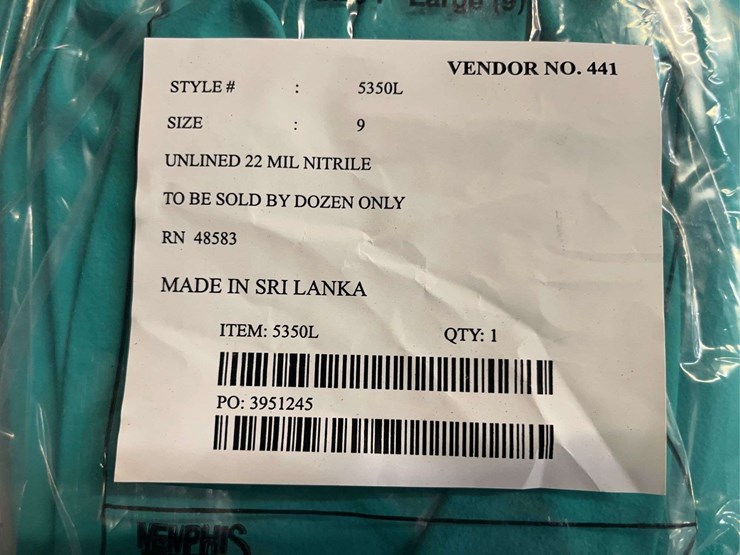 Large (9)
VENDOR NO. 441
STYLE # : 5350L
SIZE : 9
UNLINED 22 MIL NITRILE
TO BE SOLD BY DOZEN ONLY
RN 48583
MADE IN SRI LANKA
ITEM: 5350L QTY: 1
PO: 3951245
MEMPHIS